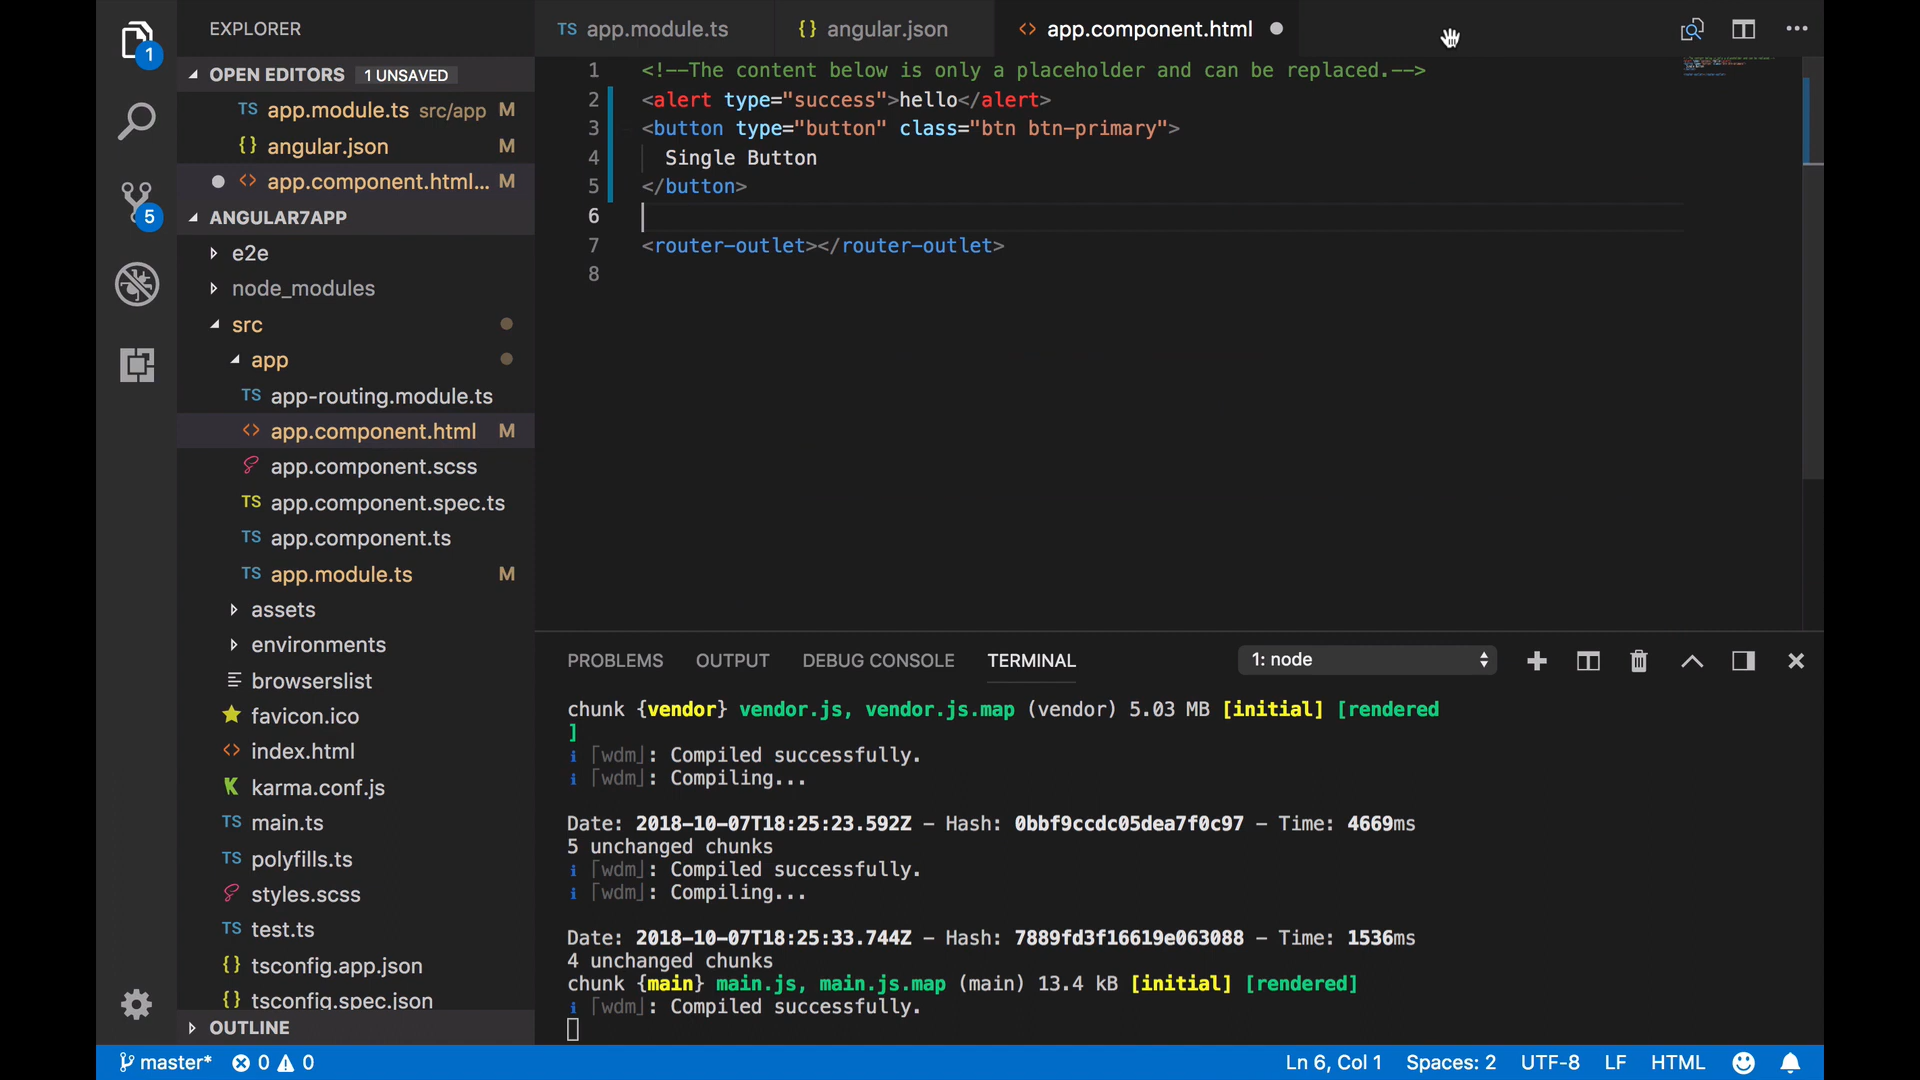 1
5
EXPLORER
OPEN EDITORS 1 UNSAVED
TS app.module.ts src/app M
{} angular.json M
<> app.component.html... M
ANGULAR7APP
e2e
node_modules
src
app
TS app-routing.module.ts
<> app.component.html M
app.component.scss
TS app.component.spec.ts
TS app.component.ts
TS app.module.ts M
assets
environments
browserslist
favicon.ico
<> index.html
K karma.conf.js
TS main.ts
TS polyfills.ts
styles.scss
TS test.ts
{} tsconfig.app.json
{} tsconfig.spec.json
OUTLINE
TS app.module.ts {} angular.json <> app.component.html
1 <!--The content below is only a placeholder and can be replaced.-->
2 <alert type="success">hello</alert>
3 <button type="button" class="btn btn-primary">
4 Single Button
5 </button>
6
7 <router-outlet></router-outlet>
8
PROBLEMS OUTPUT DEBUG CONSOLE TERMINAL 1: node
chunk {vendor} vendor.js, vendor.js.map (vendor) 5.03 MB [initial] [rendered
]
i ｢wdm｣: Compiled successfully.
i ｢wdm｣: Compiling...
Date: 2018-10-07T18:25:23.592Z - Hash: 0bbf9ccdc05dea7f0c97 - Time: 4669ms
5 unchanged chunks
i ｢wdm｣: Compiled successfully.
i ｢wdm｣: Compiling...
Date: 2018-10-07T18:25:33.744Z - Hash: 7889fd3f16619e063088 - Time: 1536ms
4 unchanged chunks
chunk {main} main.js, main.js.map (main) 13.4 kB [initial] [rendered]
i ｢wdm｣: Compiled successfully.
master* 0 0 Ln 6, Col 1 Spaces: 2 UTF-8 LF HTML